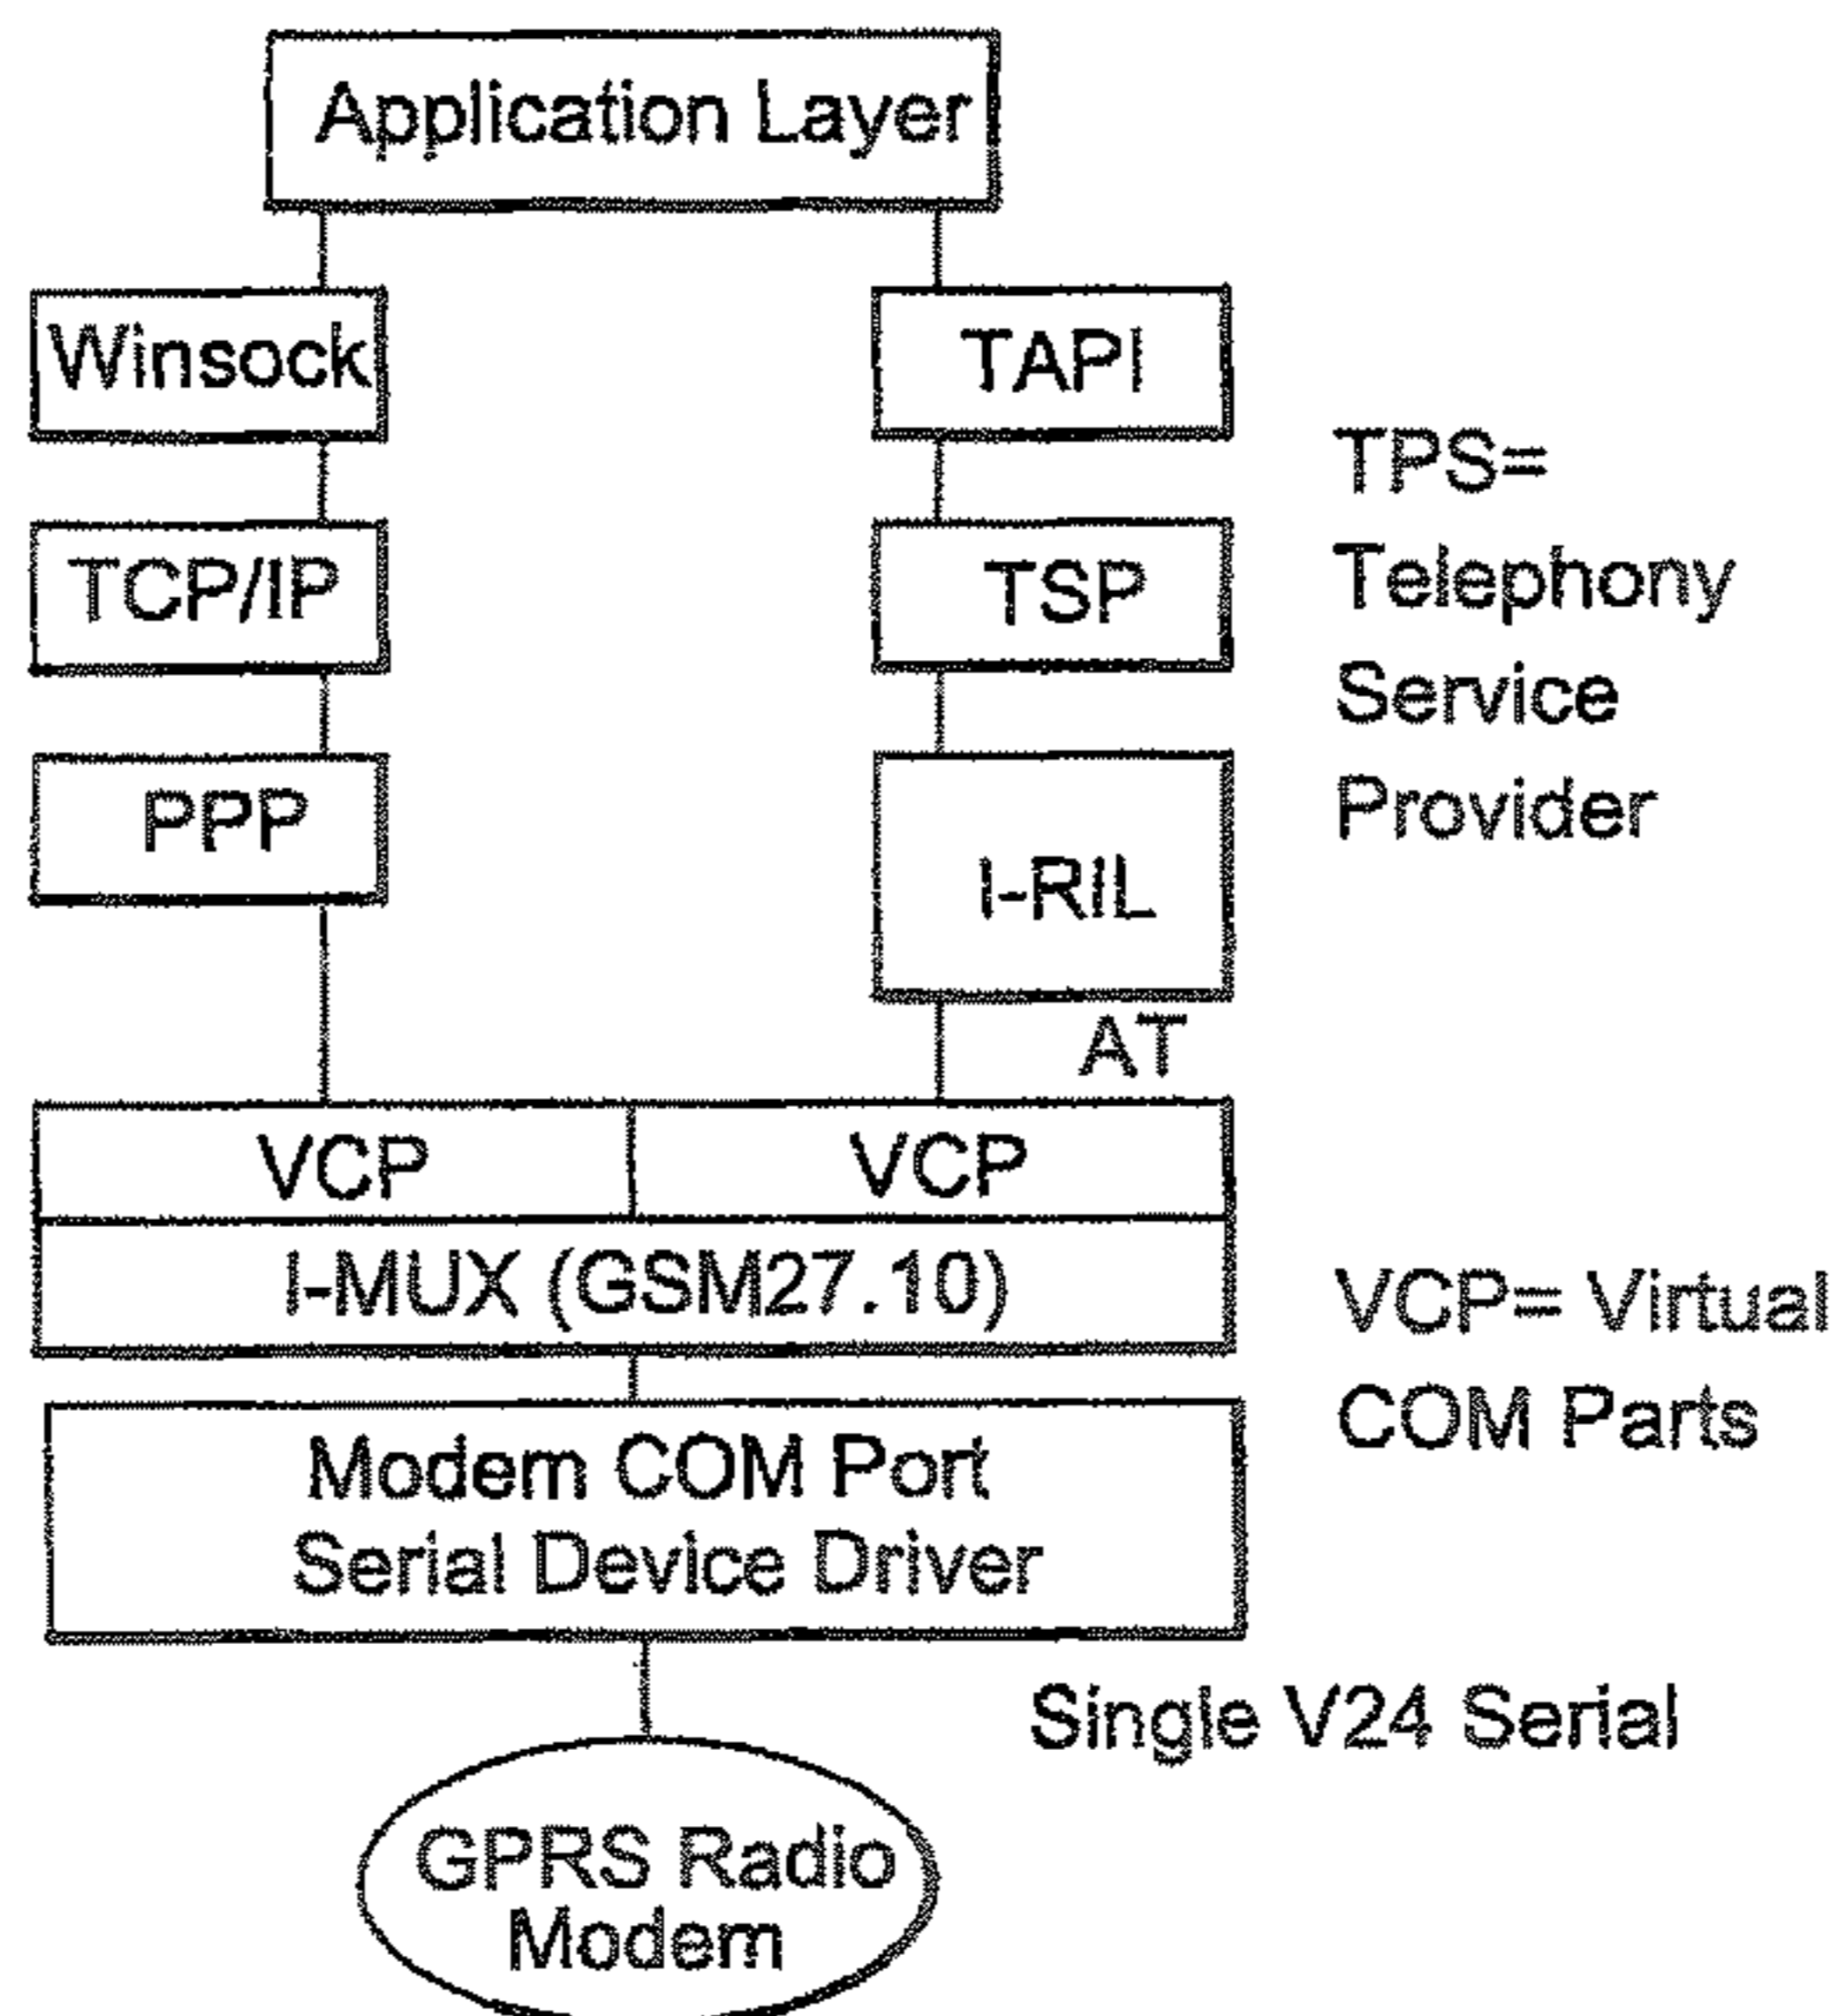 Application Layer
Winsock
TAPI
TCP/IP
TSP
TPS=
Telephony
Service
Provider
PPP
I-RIL
AT
VCP
VCP
I-MUX (GSM27.10)
VCP= Virtual
COM Parts
Modem COM Port
Serial Device Driver
Single V24 Serial
GPRS Radio
Modem